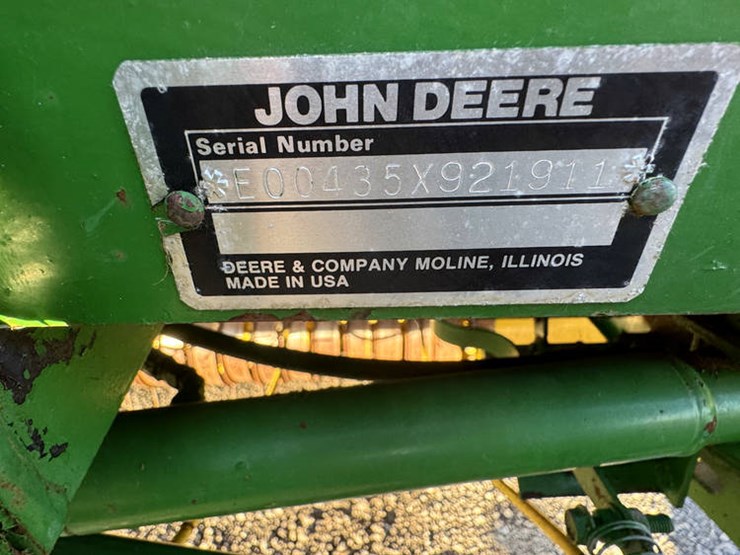 JOHN DEERE
Serial Number
*E00435X921911*
DEERE & COMPANY MOLINE, ILLINOIS
MADE IN USA